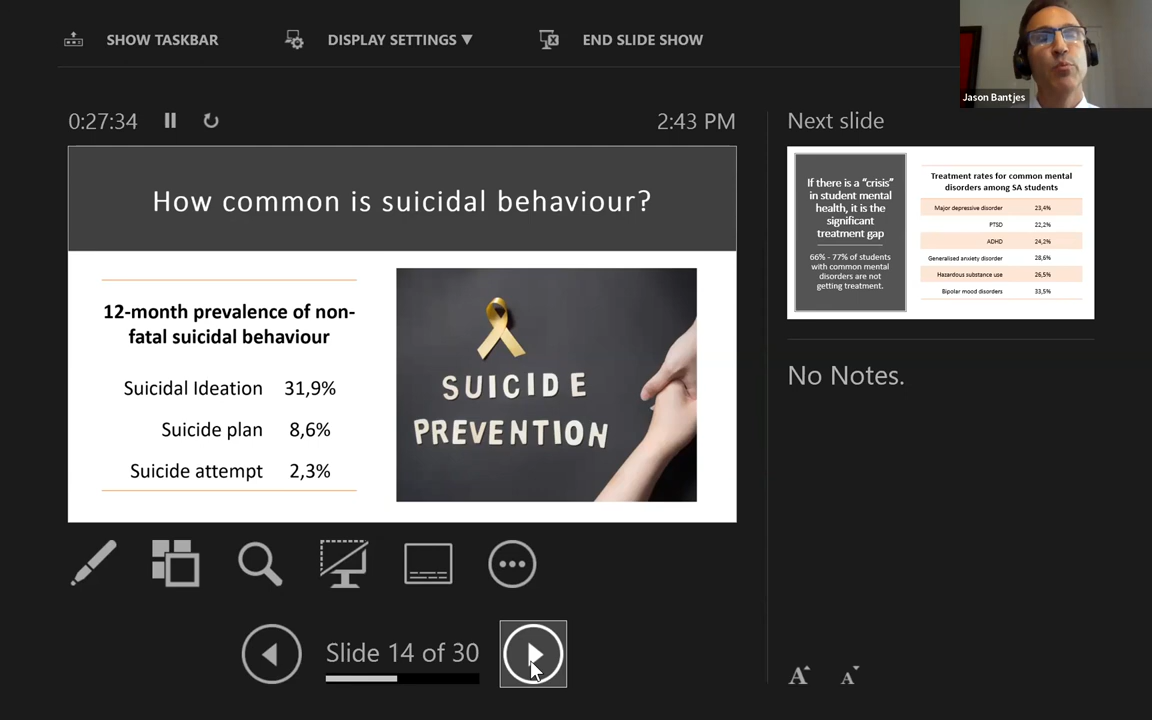 SHOW TASKBAR
DISPLAY SETTINGS ▼
END SLIDE SHOW
Jason Bantjes
0:27:34
2:43 PM
How common is suicidal behaviour?
12-month prevalence of non-
fatal suicidal behaviour
Suicidal Ideation 31,9%
Suicide plan 8,6%
Suicide attempt 2,3%
SUICIDE
PREVENTION
Next slide
If there is a “crisis”
in student mental
health, it is the
significant
treatment gap
66% - 77% of students
with common mental
disorders are not
getting treatment.
Treatment rates for common mental
disorders among SA students
Major depressive disorder 23,4%
PTSD 22,2%
ADHD 24,2%
Generalised anxiety disorder 28,6%
Hazardous substance use 26,5%
Bipolar mood disorders 33,5%
No Notes.
Slide 14 of 30
A A